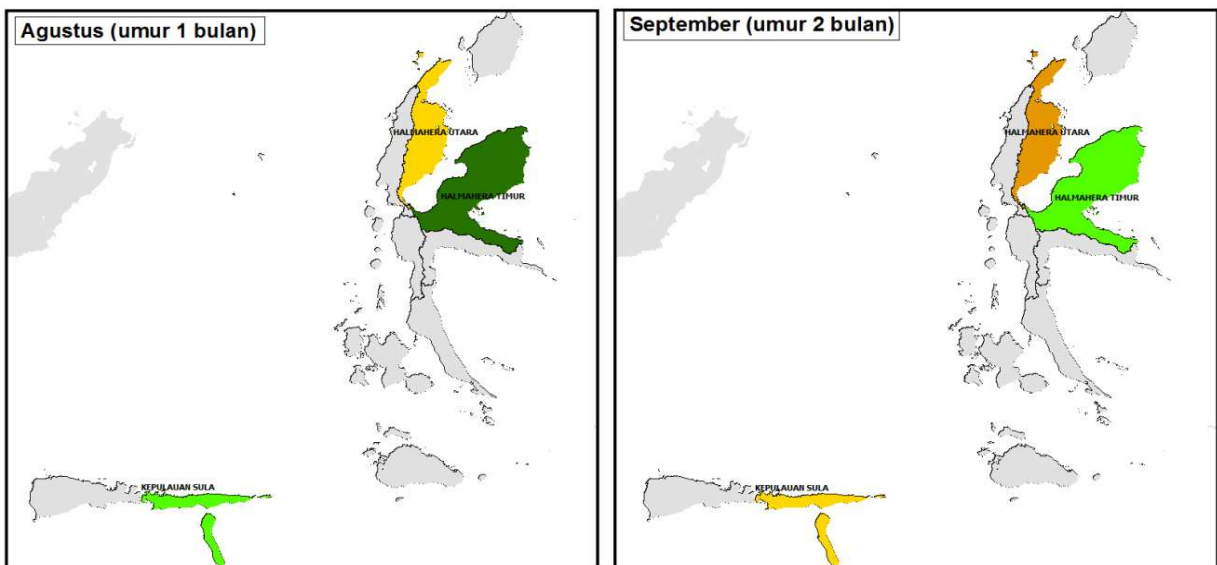 Agustus (umur 1 bulan)
HALMAHERA UTARA
HALMAHERA TIMUR
KEPULAUAN SULA
September (umur 2 bulan)
HALMAHERA UTARA
HALMAHERA TIMUR
KEPULAUAN SULA